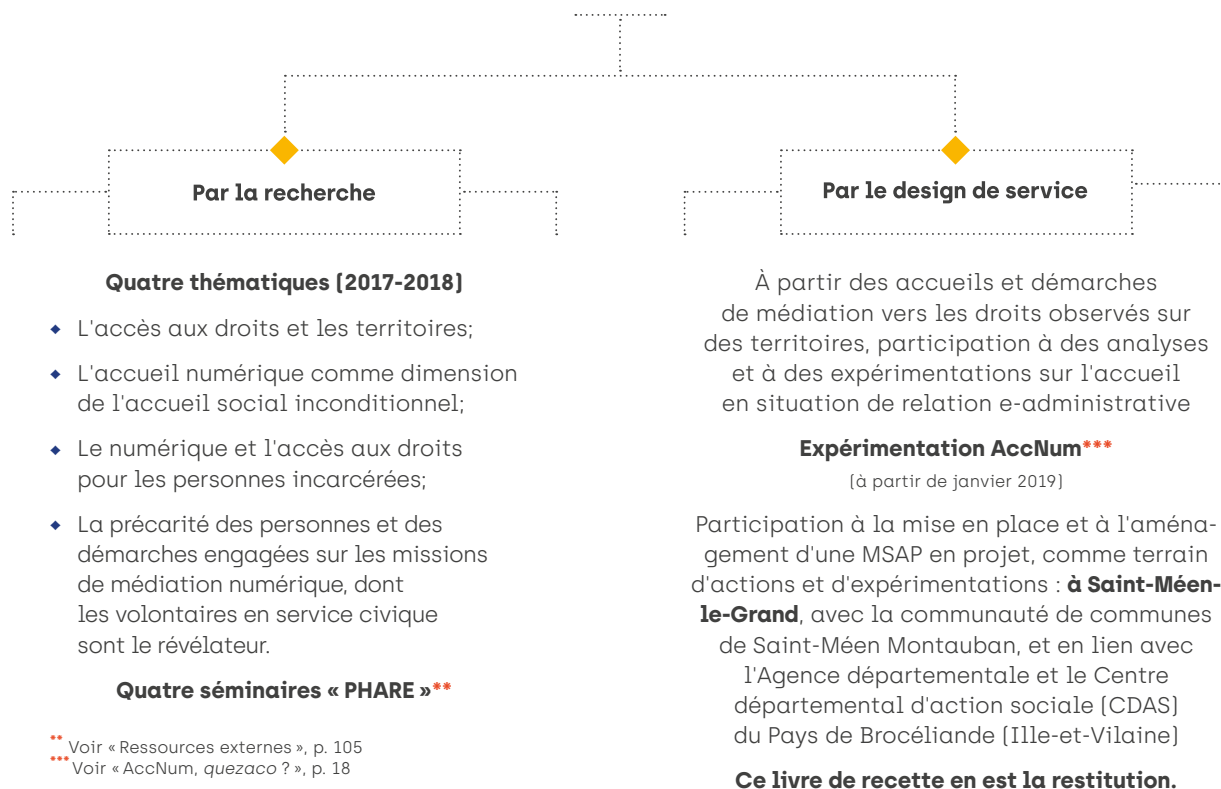 Par la recherche
Quatre thématiques (2017-2018)
L'accès aux droits et les territoires;
L'accueil numérique comme dimension
de l'accueil social inconditionnel;
Le numérique et l'accès aux droits
pour les personnes incarcérées;
La précarité des personnes et des
démarches engagées sur les missions
de médiation numérique, dont
les volontaires en service civique
sont le révélateur.
Quatre séminaires « PHARE »**
** Voir « Ressources externes », p. 105
*** Voir « AccNum, quezaco ? », p. 18
Par le design de service
À partir des accueils et démarches
de médiation vers les droits observés sur
des territoires, participation à des analyses
et à des expérimentations sur l'accueil
en situation de relation e-administrative
Expérimentation AccNum***
(à partir de janvier 2019)
Participation à la mise en place et à l'aména-
gement d'une MSAP en projet, comme terrain
d'actions et d'expérimentations : à Saint-Méen-
le-Grand, avec la communauté de communes
de Saint-Méen Montauban, et en lien avec
l'Agence départementale et le Centre
départemental d'action sociale (CDAS)
du Pays de Brocéliande (Ille-et-Vilaine)
Ce livre de recette en est la restitution.